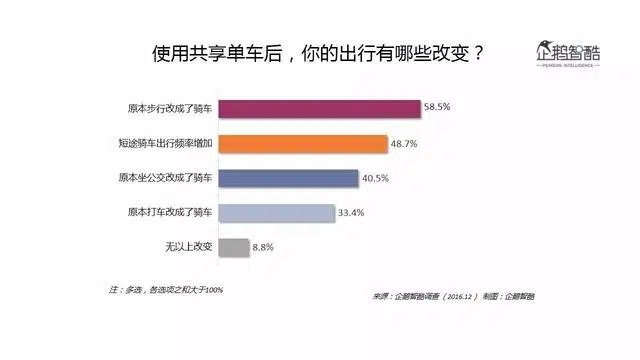 使用共享单车后，你的出行有哪些改变？
企鹅智酷
PENGUIN INTELLIGENCE
原本步行改成了骑车 58.5%
短途骑车出行频率增加 48.7%
原本坐公交改成了骑车 40.5%
原本打车改成了骑车 33.4%
无以上改变 8.8%
注：多选，各选项之和大于100%
来源：企鹅智酷调查（2016.12） 制图：企鹅智酷